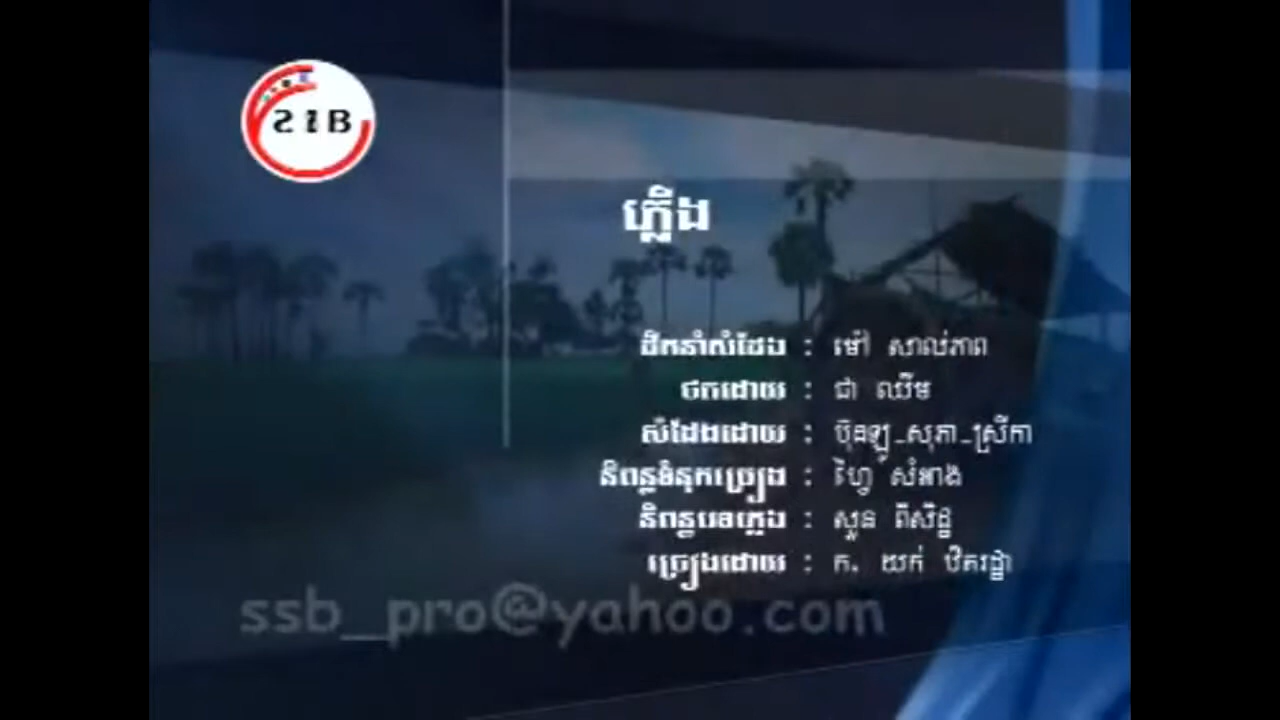 21B
ភ្លើង
ដឹកនាំសំដែង : ម៉ៅ សាល់ភាព
ថតដោយ : ជា ឈឹម
សំដែងដោយ : ប៊ុនឡូ-សុភា-ស្រីកា
និពន្ធទំនុកច្រៀង : ហ្វៃ សំអាង
និពន្ធបទភ្លេង : សួន ពិសិដ្ឋ
ច្រៀងដោយ : ក. យក់ ឋិតរដ្ឋា
ssb_pro@yahoo.com